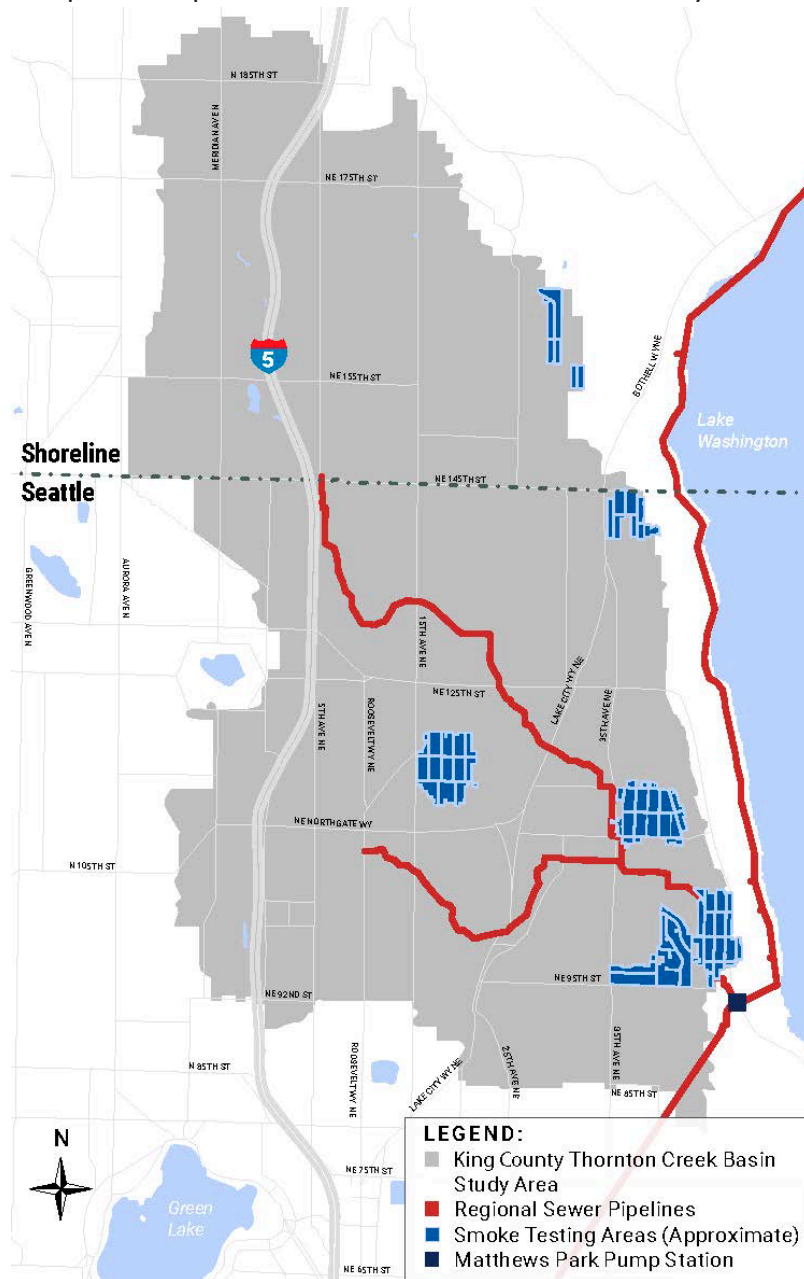 N 185TH ST
MERIDIAN AVE N
NE 175TH ST
5
BOTHELL WY NE
NE 155TH ST
Lake
Washington
Shoreline
Seattle
NE 145TH ST
GREENWOOD AVE N
AURORA AVE N
15TH AVE NE
LAKE CITY WY NE
NE 125TH ST
35TH AVE NE
5TH AVE NE
ROOSEVELT WY NE
NE NORTHGATE WY
N 105TH ST
NE 95TH ST
NE 92ND ST
35TH AVE NE
25TH AVE NE
ROOSEVELT WY NE
LAKE CITY WY NE
N 85TH ST
NE 85TH ST
N
NE 75TH ST
Green
Lake
NE 65TH ST
LEGEND:
King County Thornton Creek Basin
Study Area
Regional Sewer Pipelines
Smoke Testing Areas (Approximate)
Matthews Park Pump Station